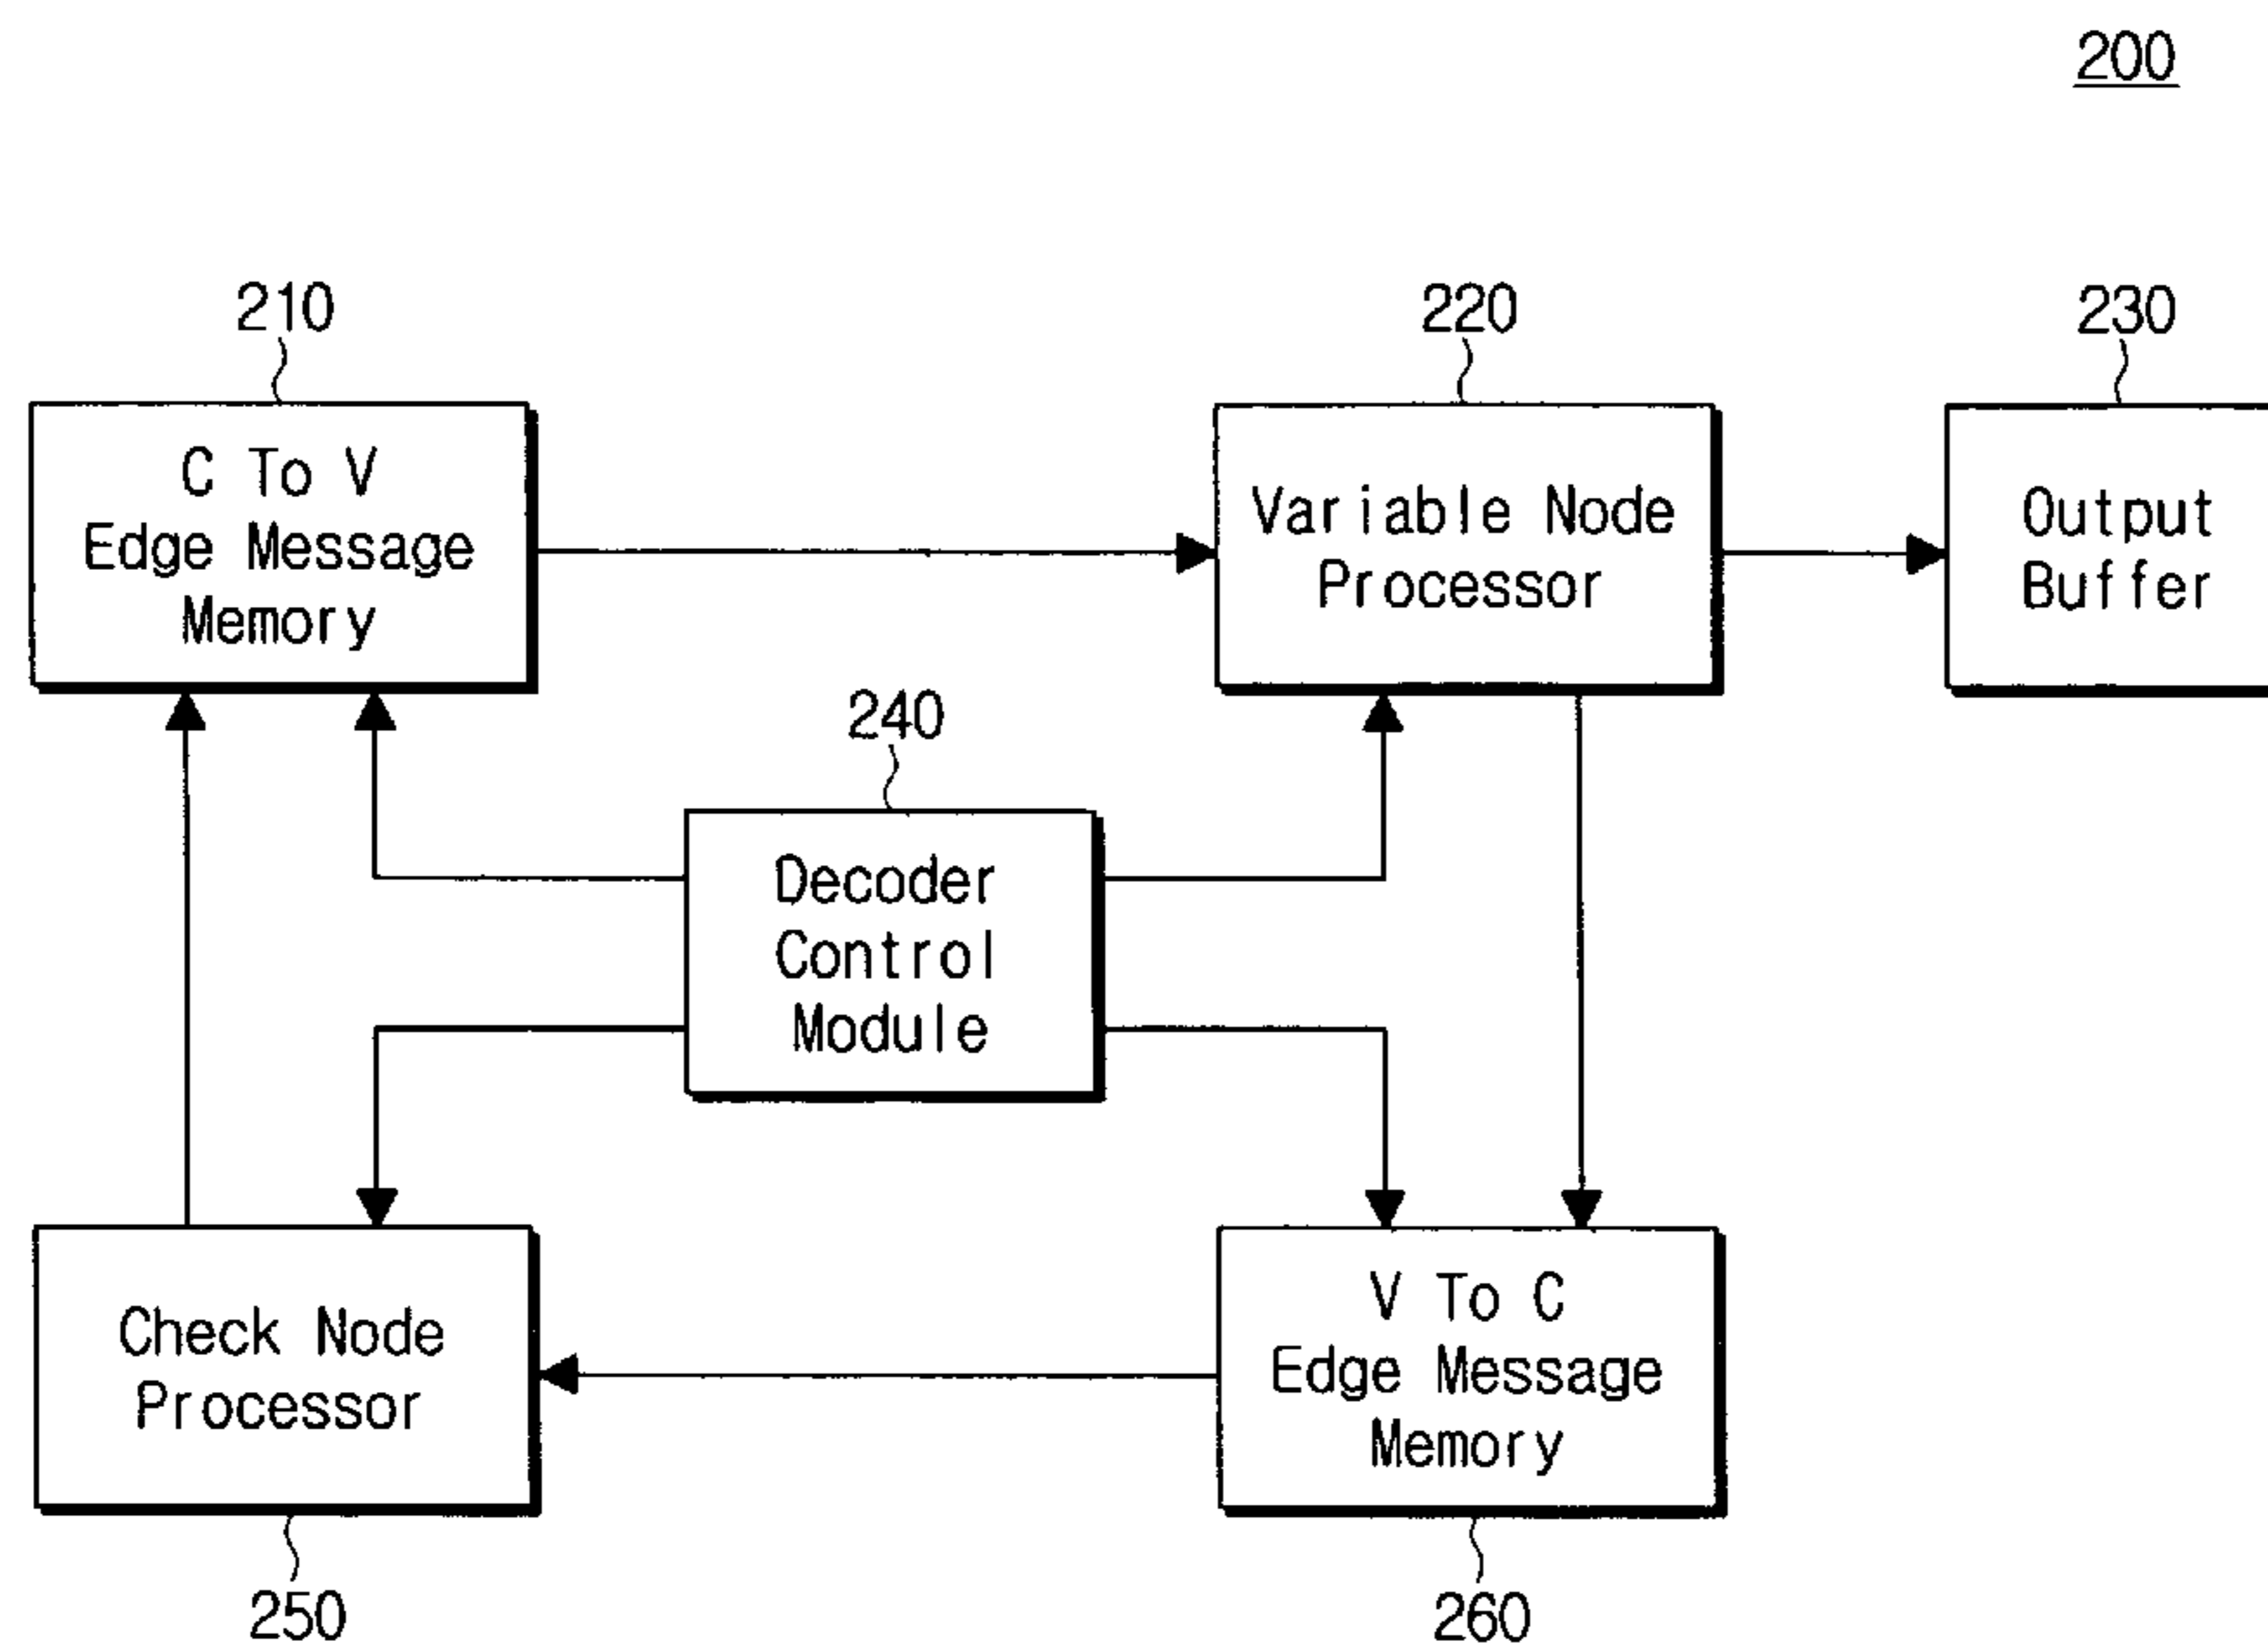 200
210
220
230
C To V
Edge Message
Memory
Variable Node
Processor
Output
Buffer
240
Decoder
Control
Module
Check Node
Processor
V To C
Edge Message
Memory
250
260